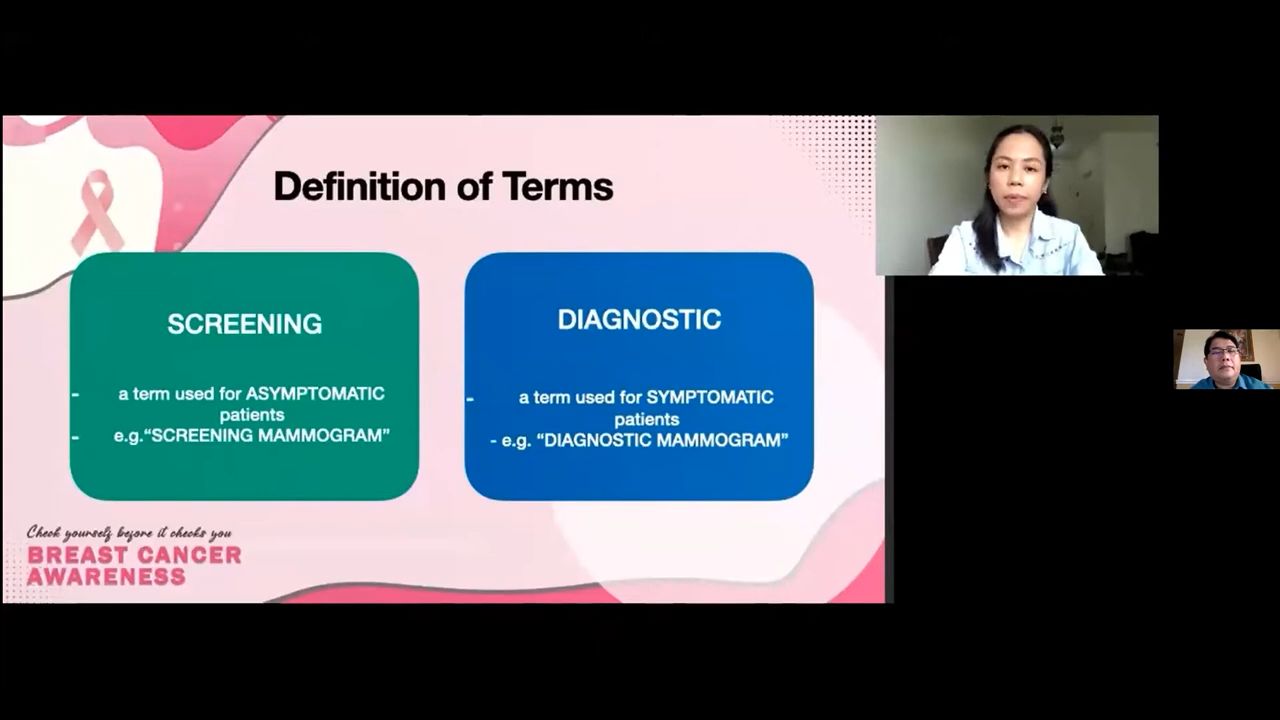 Definition of Terms
SCREENING
- a term used for ASYMPTOMATIC
patients
- e.g.“SCREENING MAMMOGRAM”
DIAGNOSTIC
- a term used for SYMPTOMATIC
patients
- e.g. “DIAGNOSTIC MAMMOGRAM”
Check yourself before it checks you
BREAST CANCER
AWARENESS